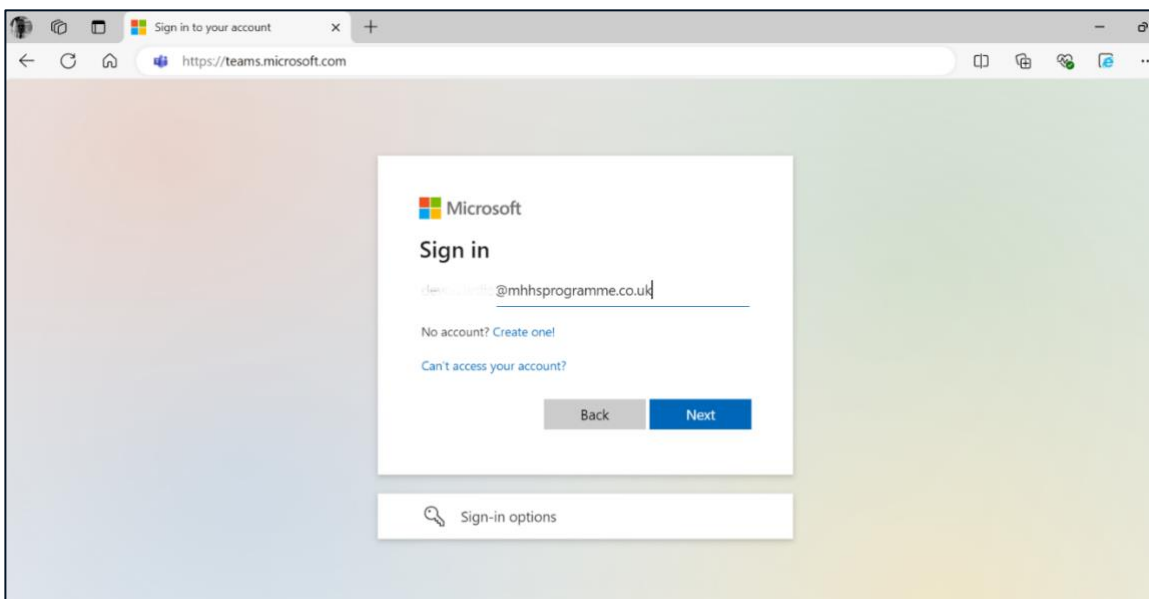 Sign in to your account
https://teams.microsoft.com
Microsoft
Sign in
@mhhsprogramme.co.uk
No account? Create one!
Can't access your account?
Back
Next
Sign-in options